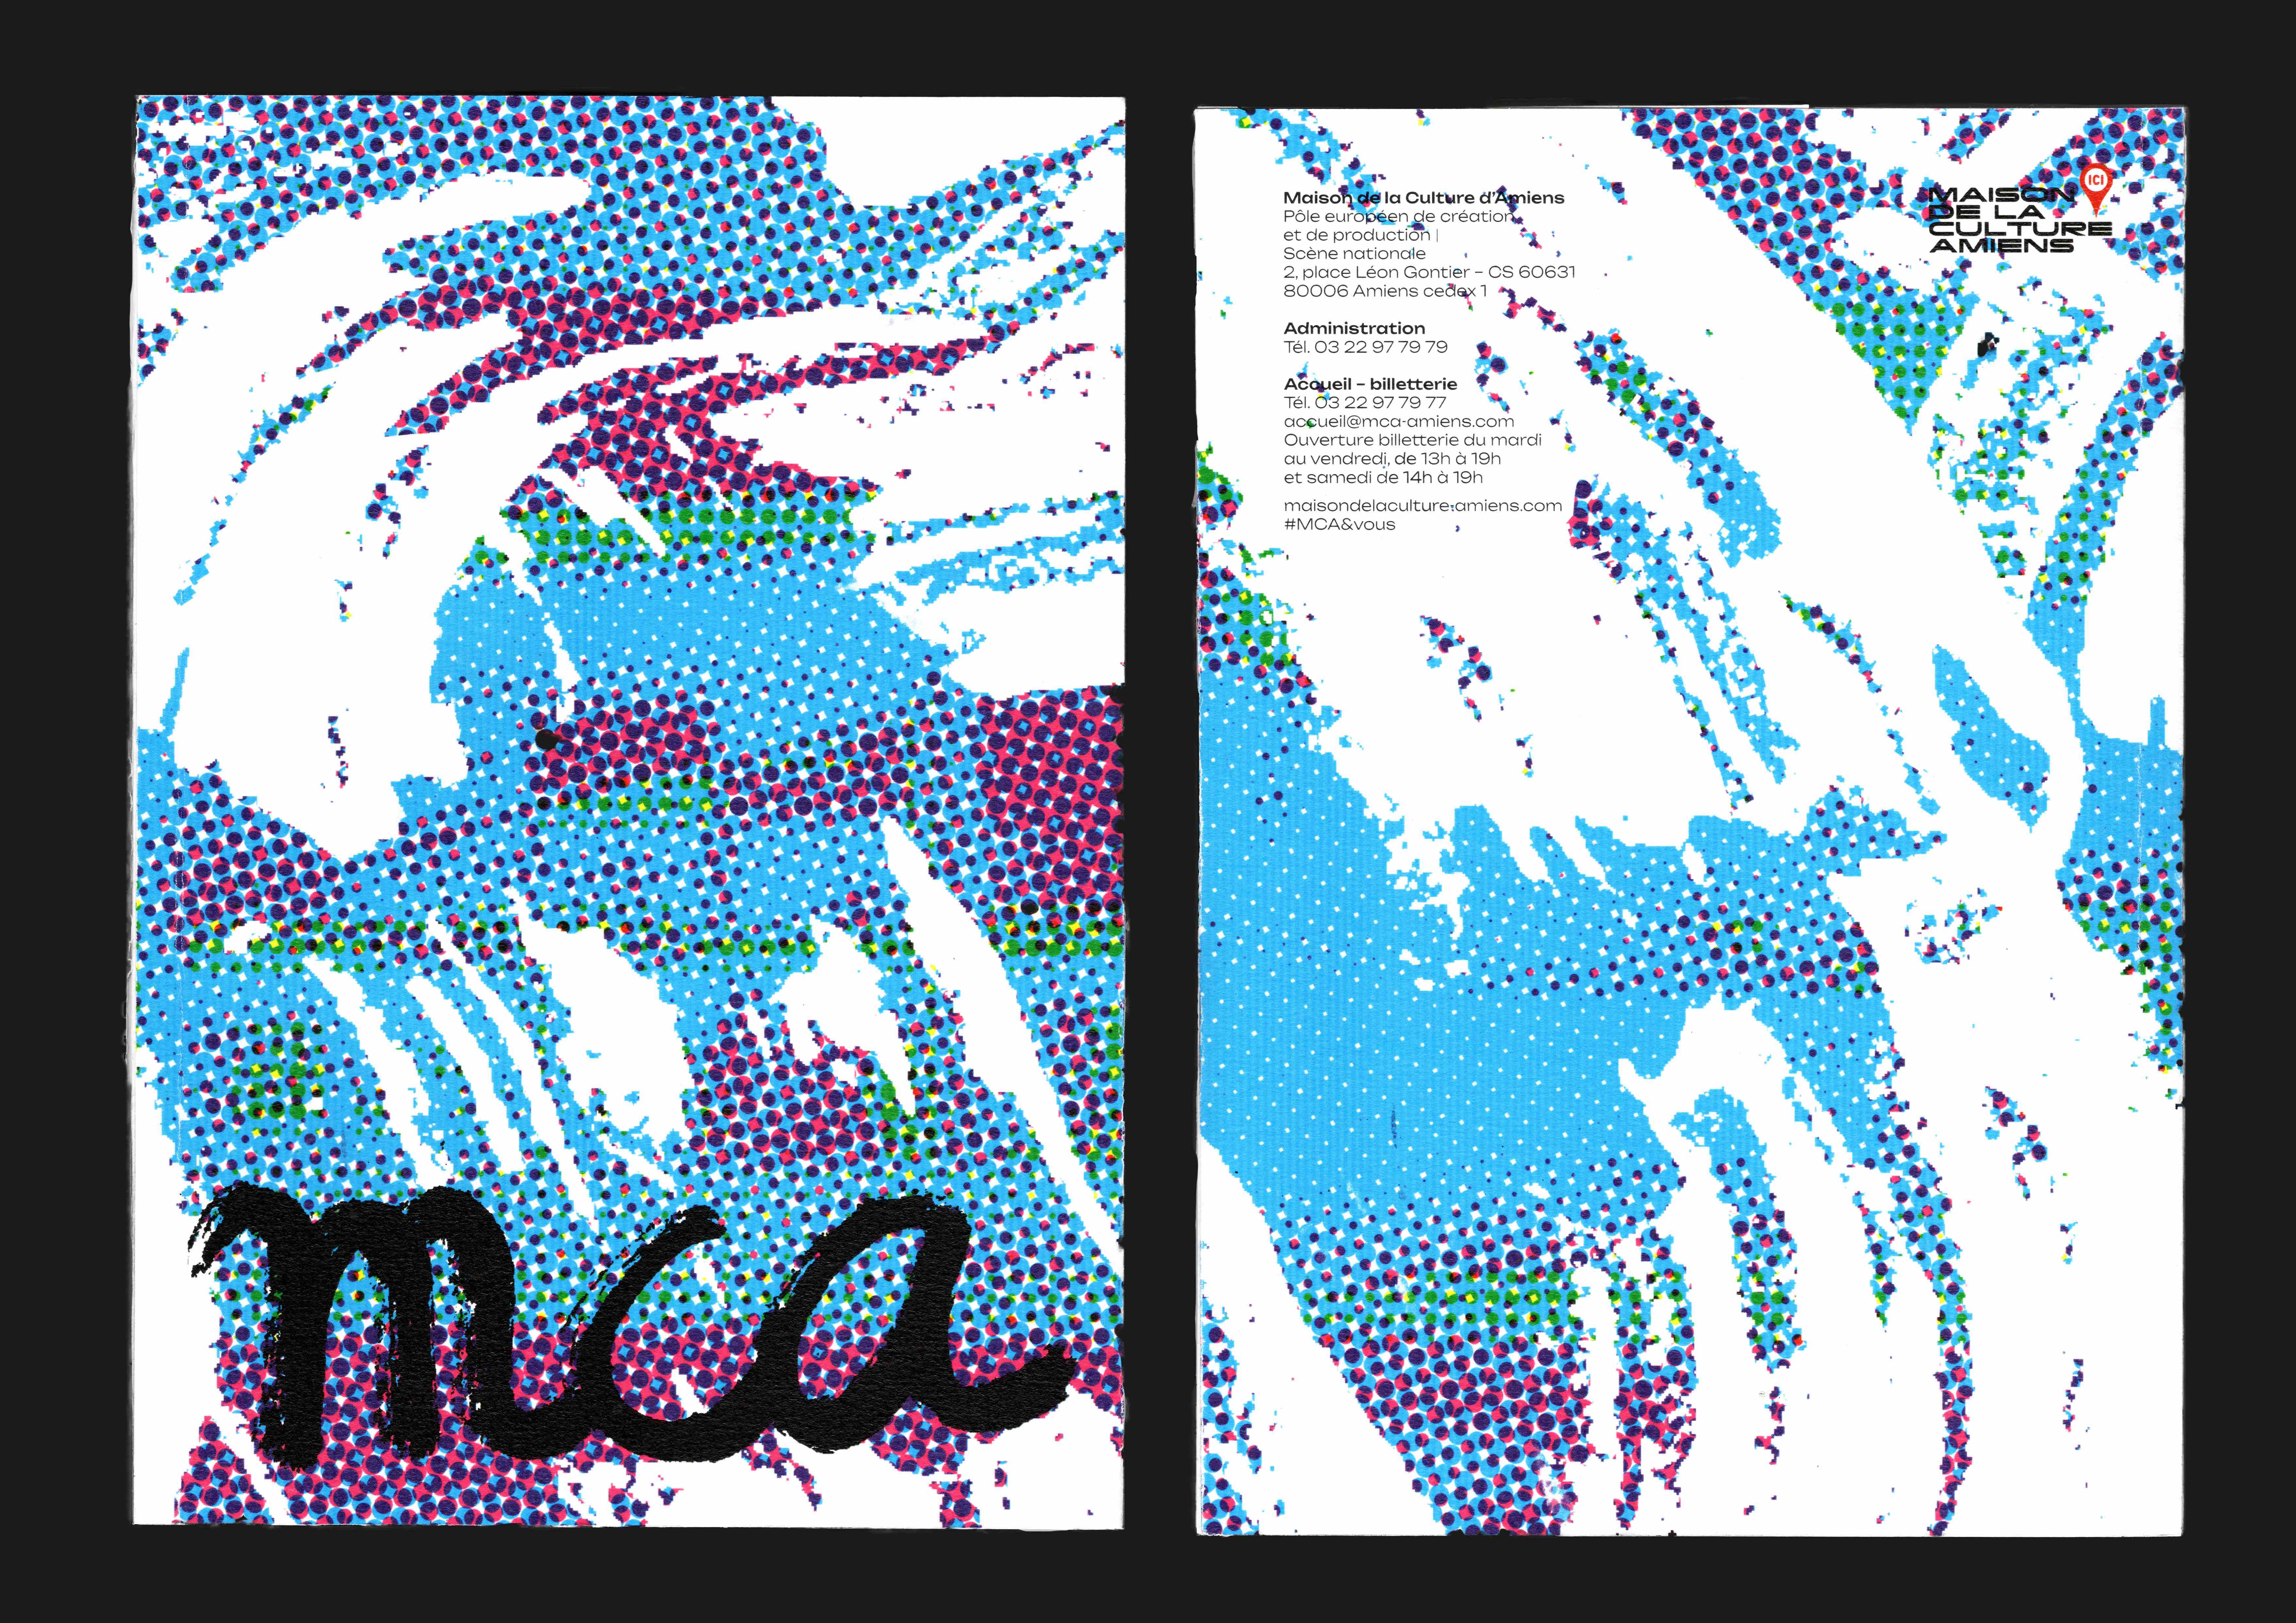 mca
Maison de la Culture d'Amiens
Pôle européen de création
et de production |
Scène nationale
2, place Léon Gontier – CS 60631
80006 Amiens cedex 1
Administration
Tél. 03 22 97 79 79
Accueil – billetterie
Tél. 03 22 97 79 77
accueil@mca-amiens.com
Ouverture billetterie du mardi
au vendredi, de 13h à 19h
et samedi de 14h à 19h
maisondelaculture-amiens.com
#MCA&vous
ICI
MAISON
DE LA
CULTURE
AMIENS